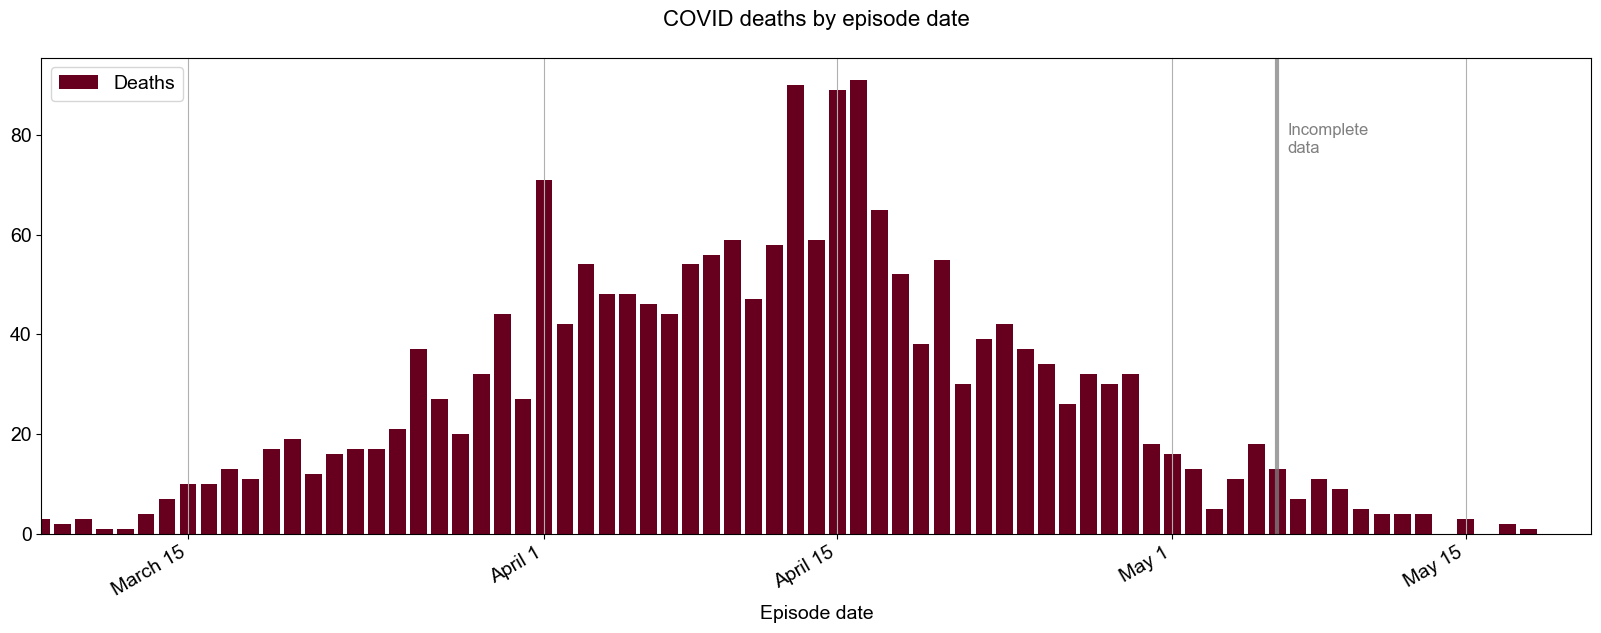 COVID deaths by episode date
Deaths
80
60
40
20
0
Incomplete
data
March 15
April 1
April 15
May 1
May 15
Episode date